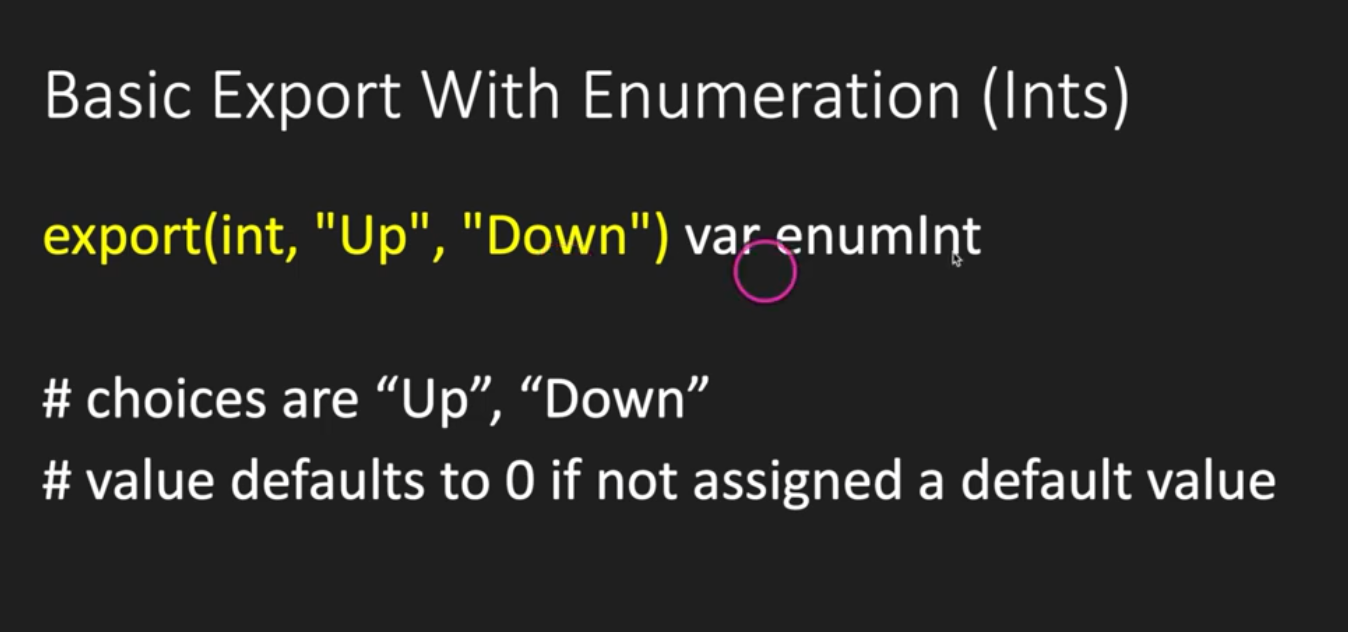 Basic Export With Enumeration (Ints)
export(int, "Up", "Down") var enumInt
# choices are “Up”, “Down”
# value defaults to 0 if not assigned a default value